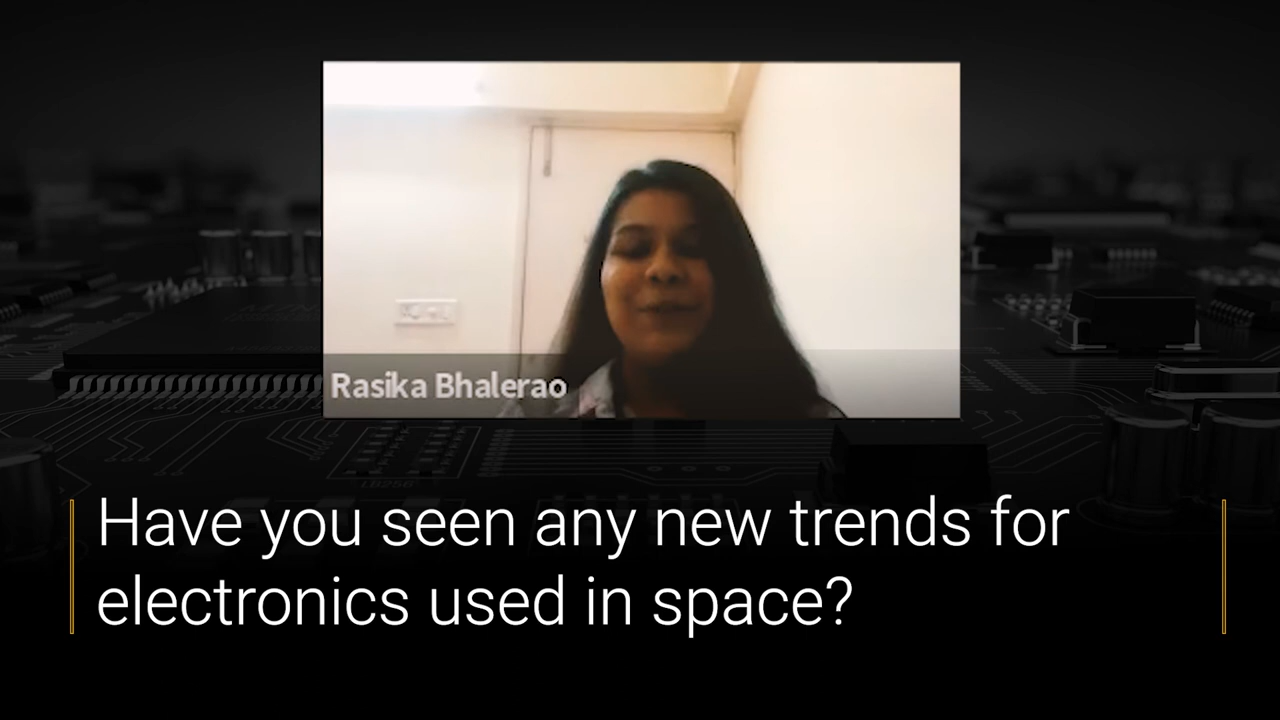 Rasika Bhalerao
Have you seen any new trends for
electronics used in space?